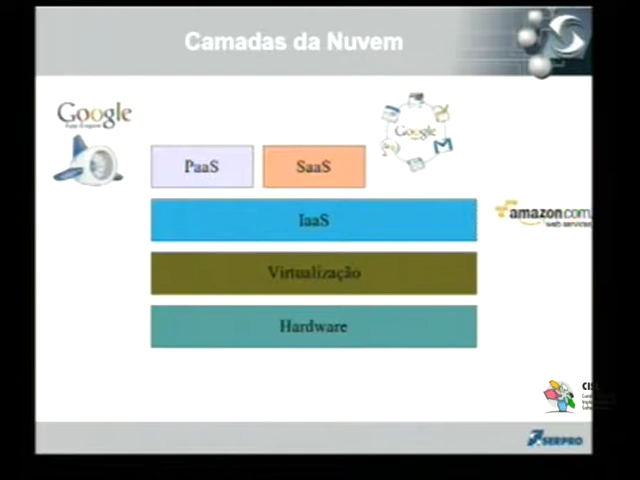 Camadas da Nuvem
Google
Google
PaaS
SaaS
IaaS
amazon.com
web services
Virtualização
Hardware
SERPRO